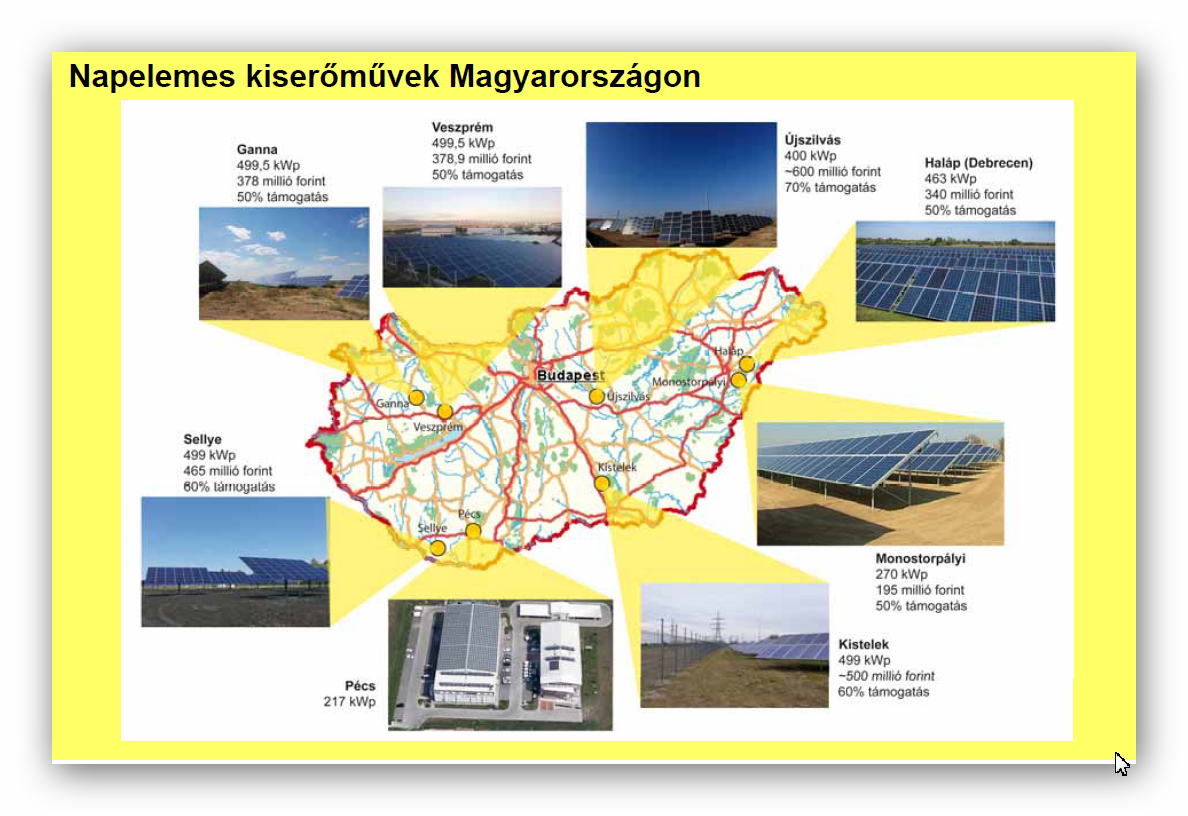 Napelemes kiserőművek Magyarországon
Ganna
499,5 kWp
378 millió forint
50% támogatás
Veszprém
499,5 kWp
378,9 millió forint
50% támogatás
Újszilvás
400 kWp
~600 millió forint
70% támogatás
Haláp (Debrecen)
463 kWp
340 millió forint
50% támogatás
Haláp
Budapest
Monostorpályi
Ganna
Újszilvás
Veszprém
Sellye
499 kWp
465 millió forint
60% támogatás
Kistelek
Pécs
Sellye
Monostorpályi
270 kWp
195 millió forint
50% támogatás
Kistelek
499 kWp
~500 millió forint
60% támogatás
Pécs
217 kWp